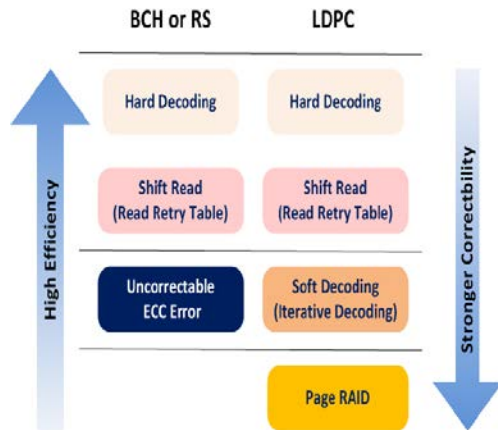 BCH or RS
LDPC
Hard Decoding
Hard Decoding
Shift Read
(Read Retry Table)
Shift Read
(Read Retry Table)
Uncorrectable
ECC Error
Soft Decoding
(Iterative Decoding)
Page RAID
High Efficiency
Stronger Correctbility